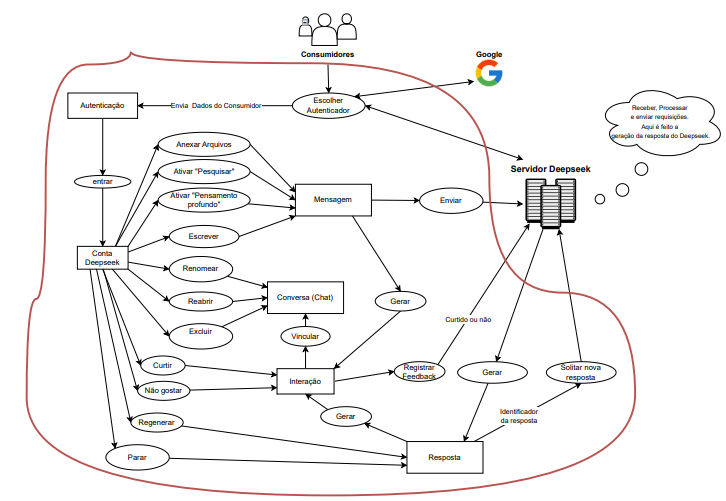 Consumidores
Google
Autenticação
Envia Dados do Consumidor
Escolher
Autenticador
Receber, Processar
e enviar requisições.
Aqui é feito a
geração da resposta do Deepseek.
Anexar Arquivos
Ativar "Pesquisar"
Servidor Deepseek
entrar
Ativar "Pensamento
profundo"
Mensagem
Enviar
Escrever
Conta
Deepseek
Renomear
Reabrir
Conversa (Chat)
Gerar
Excluir
Vincular
Curtido ou não
Curtir
Interação
Registrar
Feedback
Gerar
Solitar nova
resposta
Não gostar
Gerar
Identificador
da resposta
Regenerar
Parar
Resposta